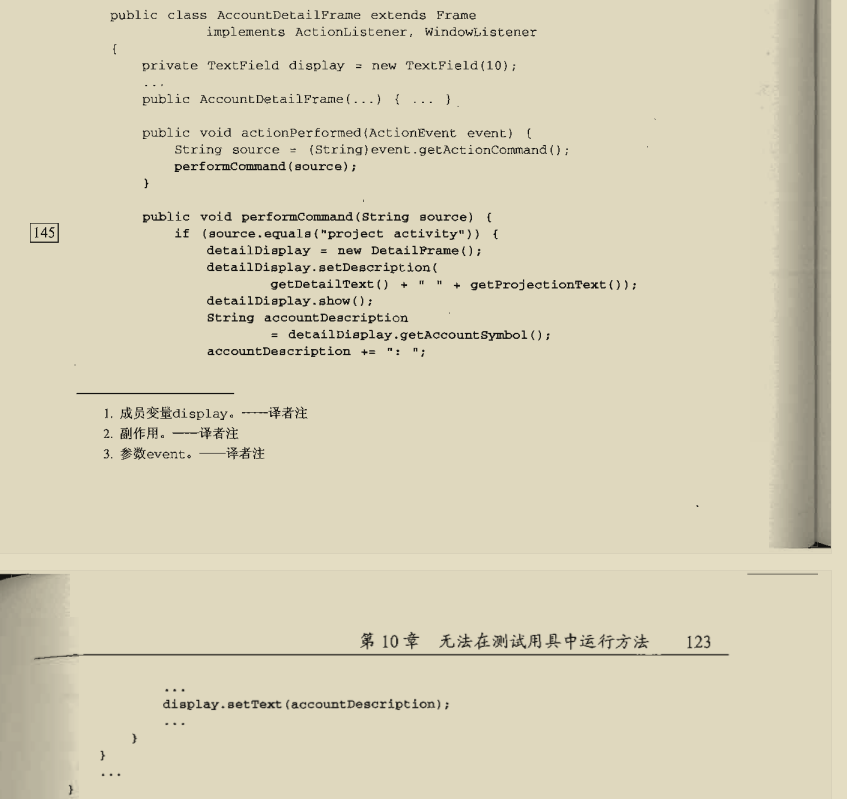 public class AccountDetailFrame extends Frame
implements ActionListener, WindowListener
{
private TextField display = new TextField(10);
...
public AccountDetailFrame(...) { ... }
public void actionPerformed(ActionEvent event) {
String source = (String)event.getActionCommand();
performCommand(source);
}
public void performCommand(String source) {
145
if (source.equals("project activity")) {
detailDisplay = new DetailFrame();
detailDisplay.setDescription(
getDetailText() + " " + getProjectionText());
detailDisplay.show();
String accountDescription
= detailDisplay.getAccountSymbol();
accountDescription += ": ";
1. 成员变量display。——译者注
2. 副作用。——译者注
3. 参数event。——译者注
第 10 章 无法在测试用具中运行方法 123
...
display.setText(accountDescription);
...
}
}
...
}